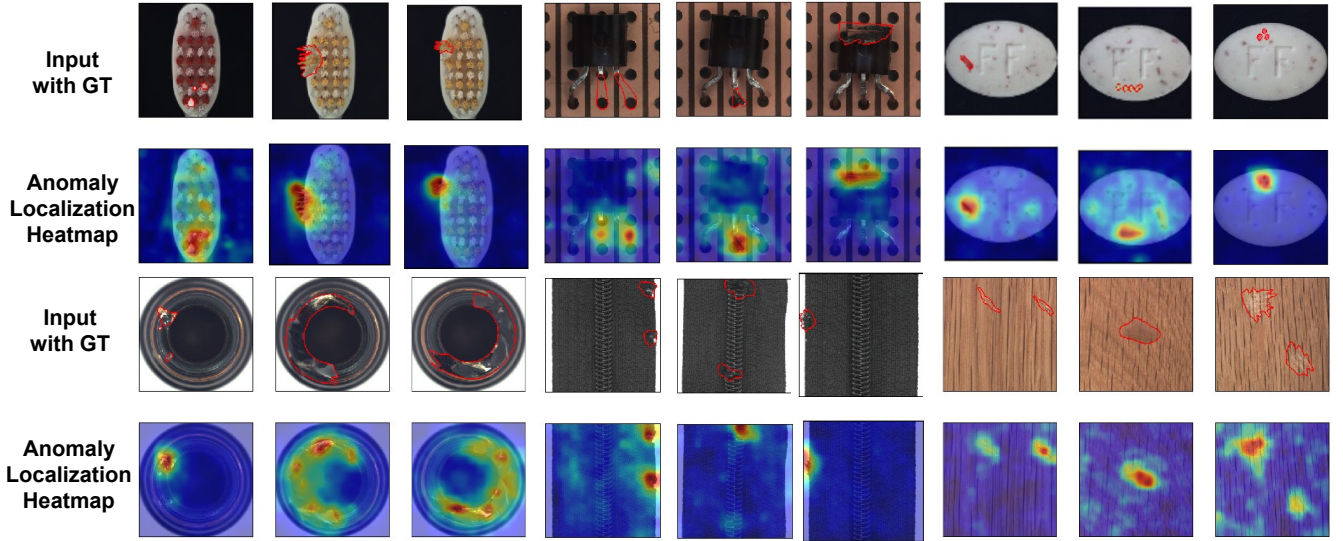 Input
with GT
Anomaly
Localization
Heatmap
Input
with GT
Anomaly
Localization
Heatmap
FF
FF
FF